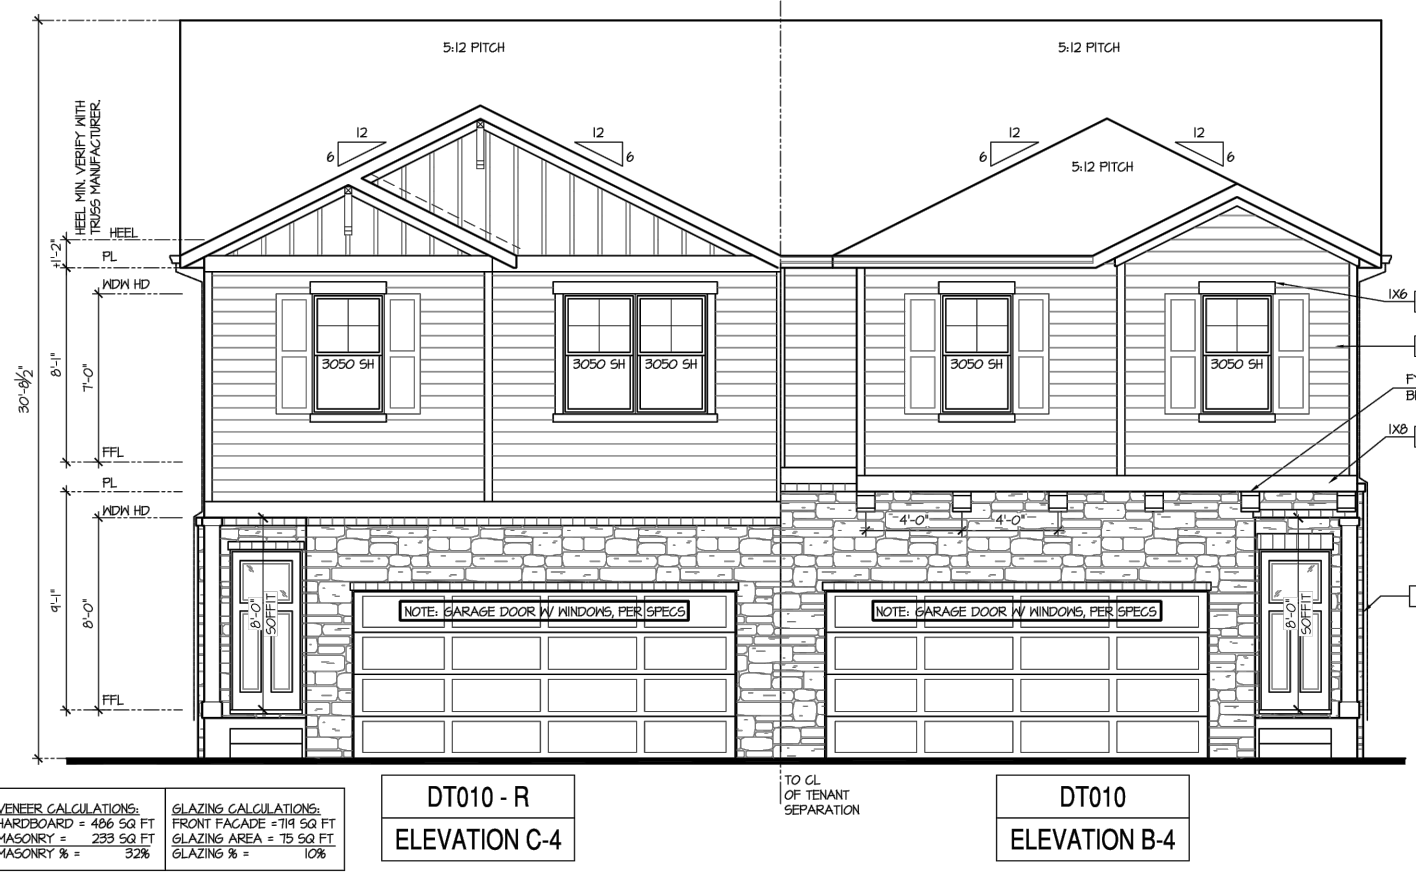 5:12 PITCH
5:12 PITCH
HEEL MIN. VERIFY WITH
TRUSS MANUFACTURER.
12
6
12
6
12
6
12
6
5:12 PITCH
HEEL
±1'-2"
PL
WDW HD
1X6
3050 SH
3050 SH
3050 SH
3050 SH
3050 SH
30'-8½"
8'-1"
7'-0"
1X8
FFL
PL
WDW HD
4'-0"
4'-0"
9'-1"
8'-0"
8'-0"
SOFFIT
NOTE: GARAGE DOOR W/ WINDOWS, PER SPECS
NOTE: GARAGE DOOR W/ WINDOWS, PER SPECS
8'-0"
SOFFIT
FFL
TO CL
OF TENANT
SEPARATION
DT010 - R
ELEVATION C-4
DT010
ELEVATION B-4
VENEER CALCULATIONS:
HARDBOARD = 486 SQ FT
MASONRY = 233 SQ FT
MASONRY % = 32%
GLAZING CALCULATIONS:
FRONT FACADE =719 SQ FT
GLAZING AREA = 75 SQ FT
GLAZING % = 10%